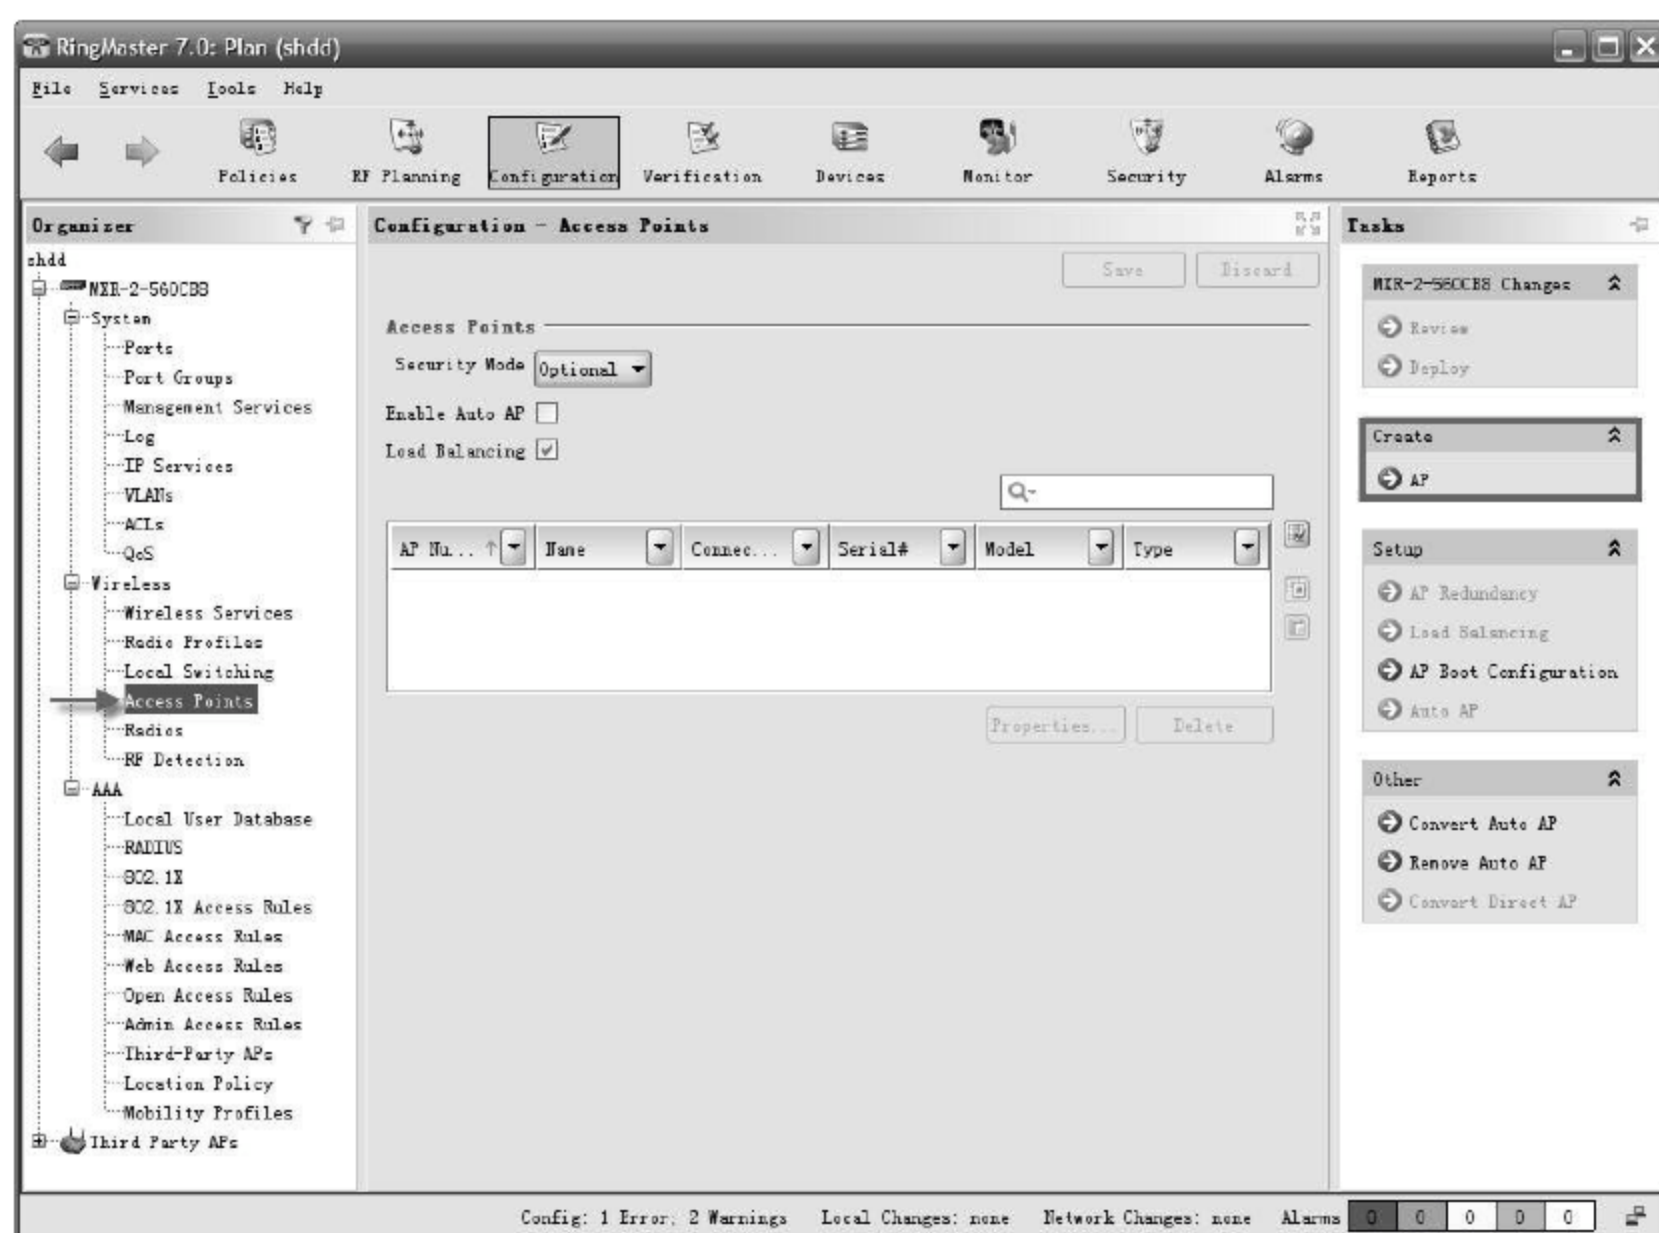 RingMaster 7.0: Plan (shdd)
File Services Tools Help
Policies RF Planning Configuration Verification Devices Monitor Security Alarms Reports
Organizer
shdd
MXR-2-560CB8
System
Ports
Port Groups
Management Services
Log
IP Services
VLANs
ACLs
QoS
Wireless
Wireless Services
Radio Profiles
Local Switching
Access Points
Radios
RF Detection
AAA
Local User Database
RADIUS
802.1X
802.1X Access Rules
MAC Access Rules
Web Access Rules
Open Access Rules
Admin Access Rules
Third-Party APs
Location Policy
Mobility Profiles
Third Party APs
Configuration - Access Points
Save Discard
Access Points
Security Mode Optional
Enable Auto AP
Load Balancing
AP Nu... Name Connec... Serial# Model Type
Properties... Delete
Tasks
MXR-2-560CB8 Changes
Review
Deploy
Create
AP
Setup
AP Redundancy
Load Balancing
AP Boot Configuration
Auto AP
Other
Convert Auto AP
Remove Auto AP
Convert Direct AP
Config: 1 Error, 2 Warnings Local Changes: none Network Changes: none Alarms 0 0 0 0 0